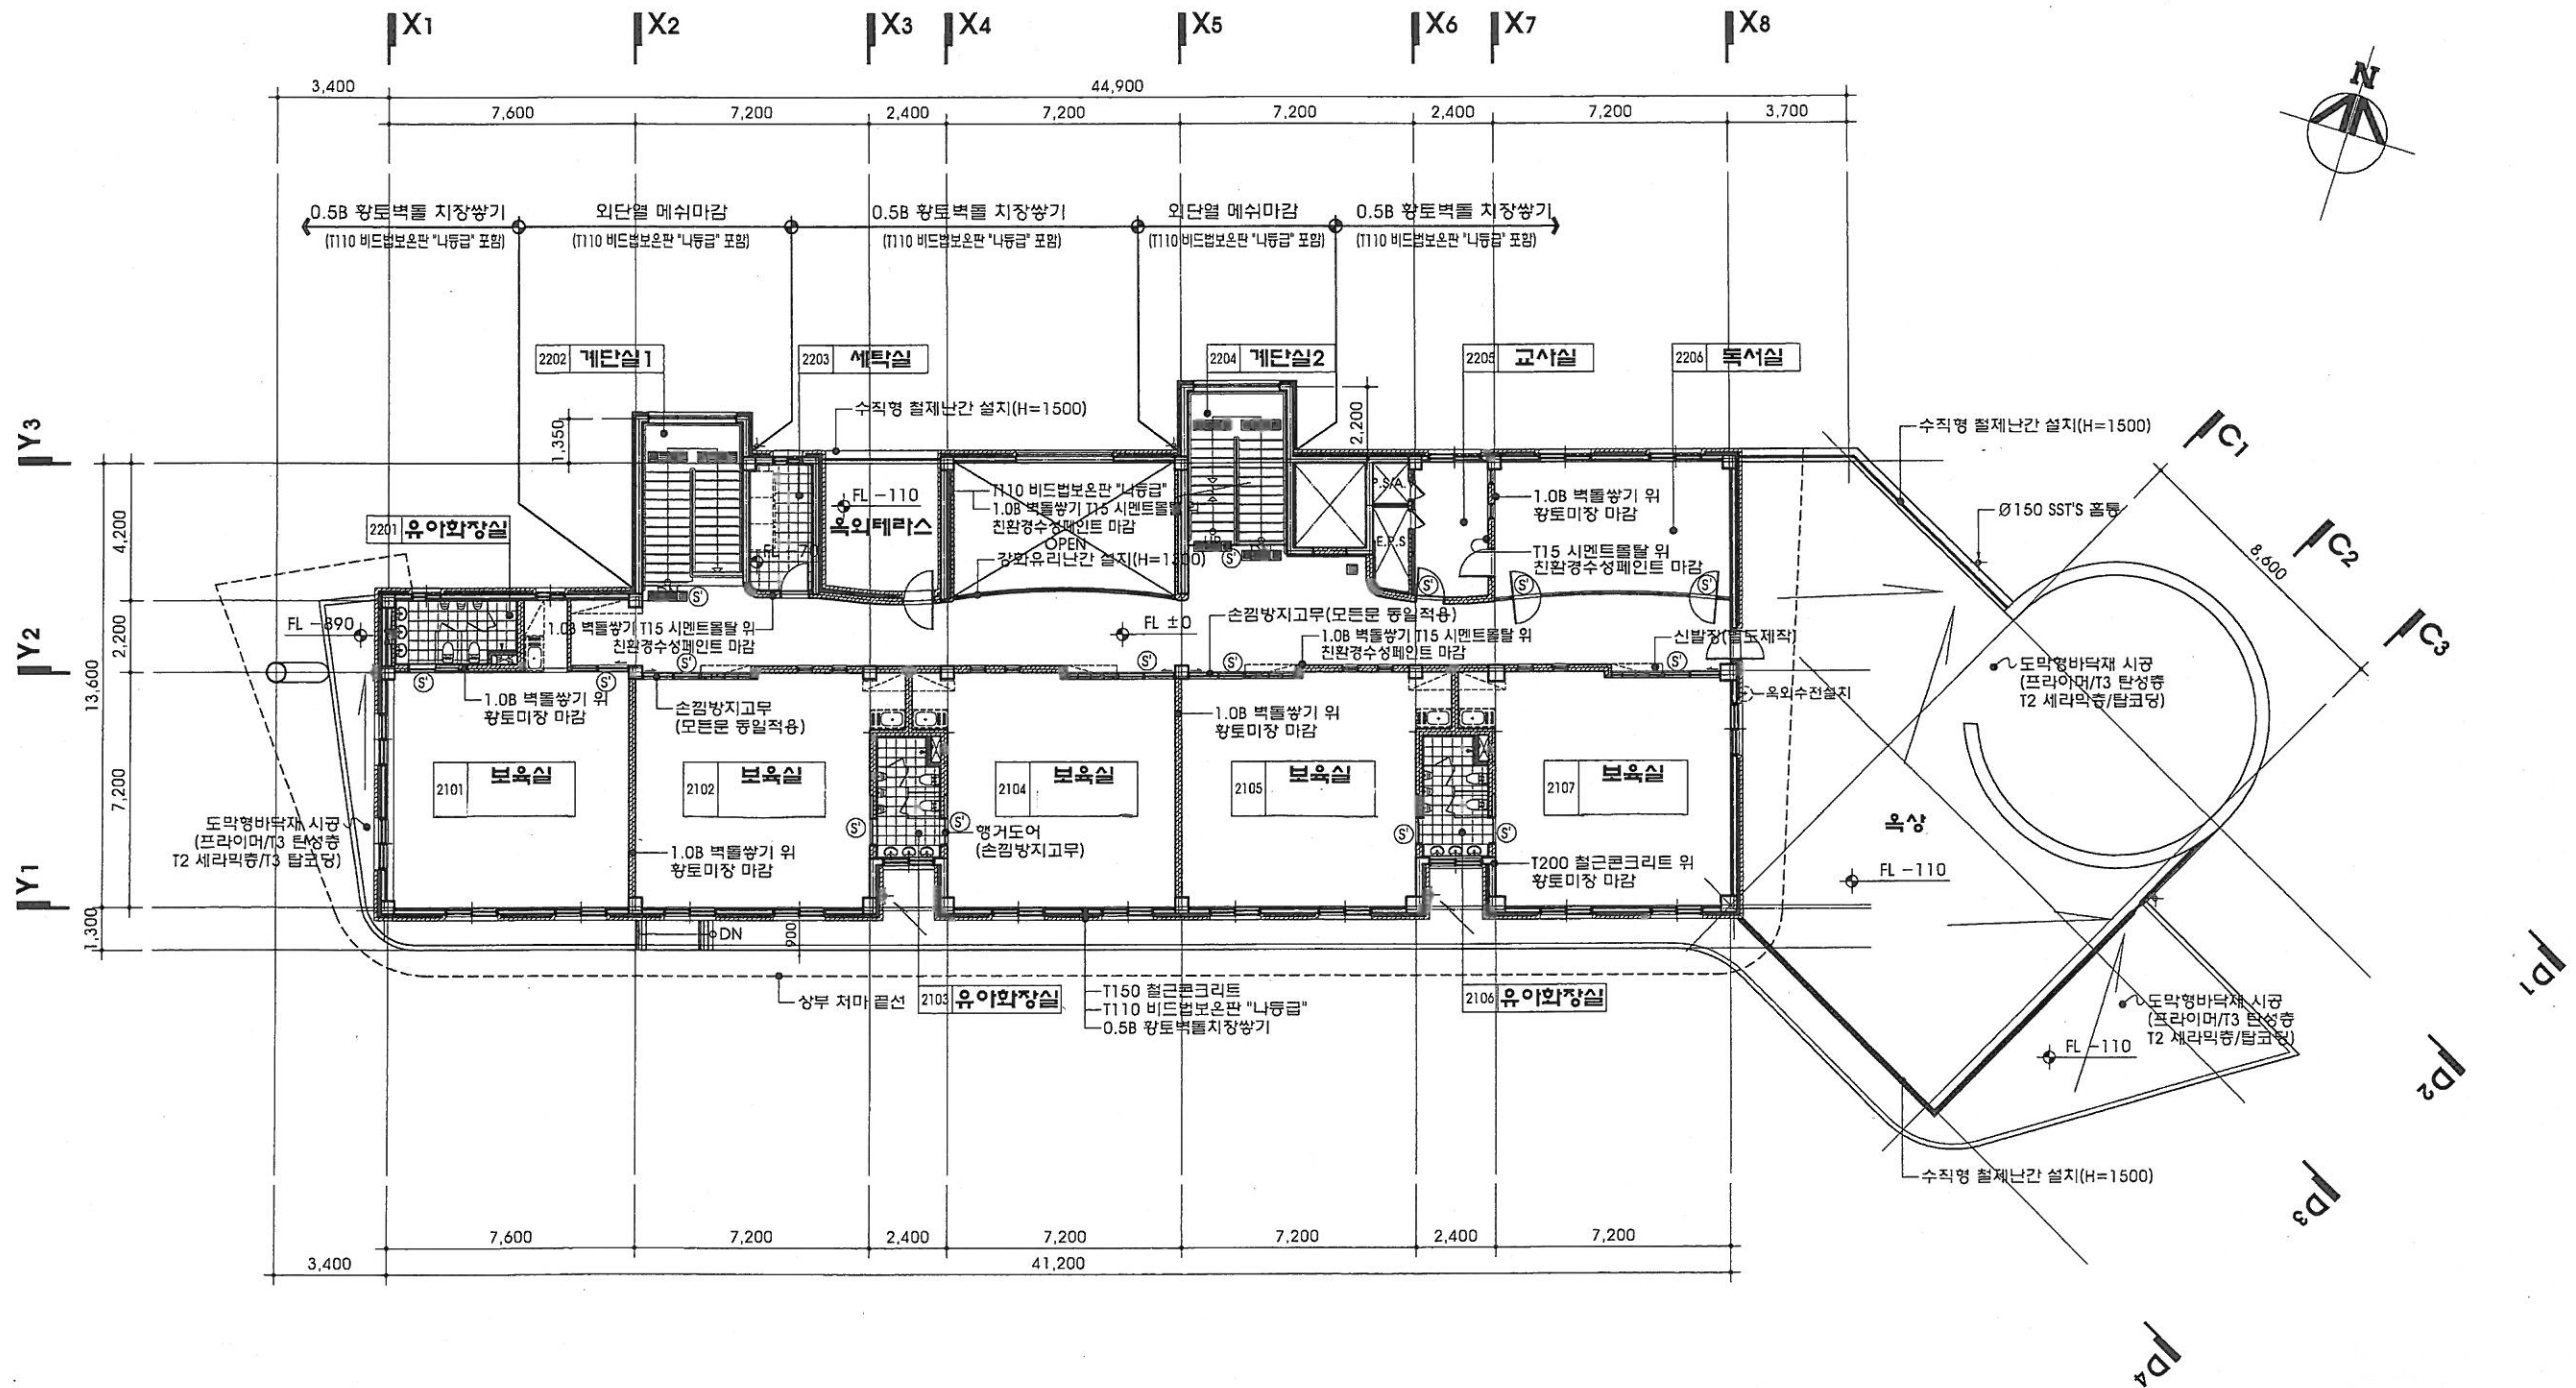 X1
X2
X3
X4
X5
X6
X7
X8
N
3,400
44,900
7,600
7,200
2,400
7,200
7,200
2,400
7,200
3,700
0.5B 황토벽돌 치장쌓기
(T110 비드법보온판 "나등급" 포함)
외단열 메쉬마감
(T110 비드법보온판 "나등급" 포함)
0.5B 황토벽돌 치장쌓기
(T110 비드법보온판 "나등급" 포함)
외단열 메쉬마감
(T110 비드법보온판 "나등급" 포함)
0.5B 황토벽돌 치장쌓기
(T110 비드법보온판 "나등급" 포함)
2202 계단실1
2203 세탁실
2204 계단실2
2205 교사실
2206 독서실
수직형 철제난간 설치(H=1500)
1,350
2,200
수직형 철제난간 설치(H=1500)
Y3
C1
C2
C3
8,600
Ø150 SST'S 홈통
FL -110
옥외테라스
T110 비드법보온판 "나등급"
1.0B 벽돌쌓기 T15 시멘트몰탈 위
친환경수성페인트 마감
OPEN
강화유리난간 설치(H=1300)
P.S/A.
E.P.S
1.0B 벽돌쌓기 위
황토미장 마감
T15 시멘트몰탈 위
친환경수성페인트 마감
2201 유아화장실
4,200
2,200
13,600
7,200
1,300
Y2
Y1
FL -390
1.0B 벽돌쌓기 T15 시멘트몰탈 위
친환경수성페인트 마감
FL ±0
손낌방지고무(모든문 동일적용)
1.0B 벽돌쌓기 T15 시멘트몰탈 위
친환경수성페인트 마감
신발장(별도제작)
S'
S'
S'
S'
S'
S'
S'
S'
S'
S'
S'
S'
S'
S'
1.0B 벽돌쌓기 위
황토미장 마감
손낌방지고무
(모든문 동일적용)
1.0B 벽돌쌓기 위
황토미장 마감
옥외수전설치
도막형바닥재 시공
(프라이머/T3 탄성층
T2 세라믹층/탑코딩)
2101 보육실
2102 보육실
2104 보육실
2105 보육실
2107 보육실
도막형바닥재 시공
(프라이머/T3 탄성층
T2 세라믹층/T3 탑코딩)
1.0B 벽돌쌓기 위
황토미장 마감
행거도어
(손낌방지고무)
T200 철근콘크리트 위
황토미장 마감
옥상
FL -110
DN
900
상부 처마 끝선
2103 유아화장실
T150 철근콘크리트
T110 비드법보온판 "나등급"
0.5B 황토벽돌치장쌓기
2106 유아화장실
도막형바닥재 시공
(프라이머/T3 탄성층
T2 세라믹층/탑코딩)
FL -110
수직형 철제난간 설치(H=1500)
D1
D2
D3
D4
7,600
7,200
2,400
7,200
7,200
2,400
7,200
3,400
41,200